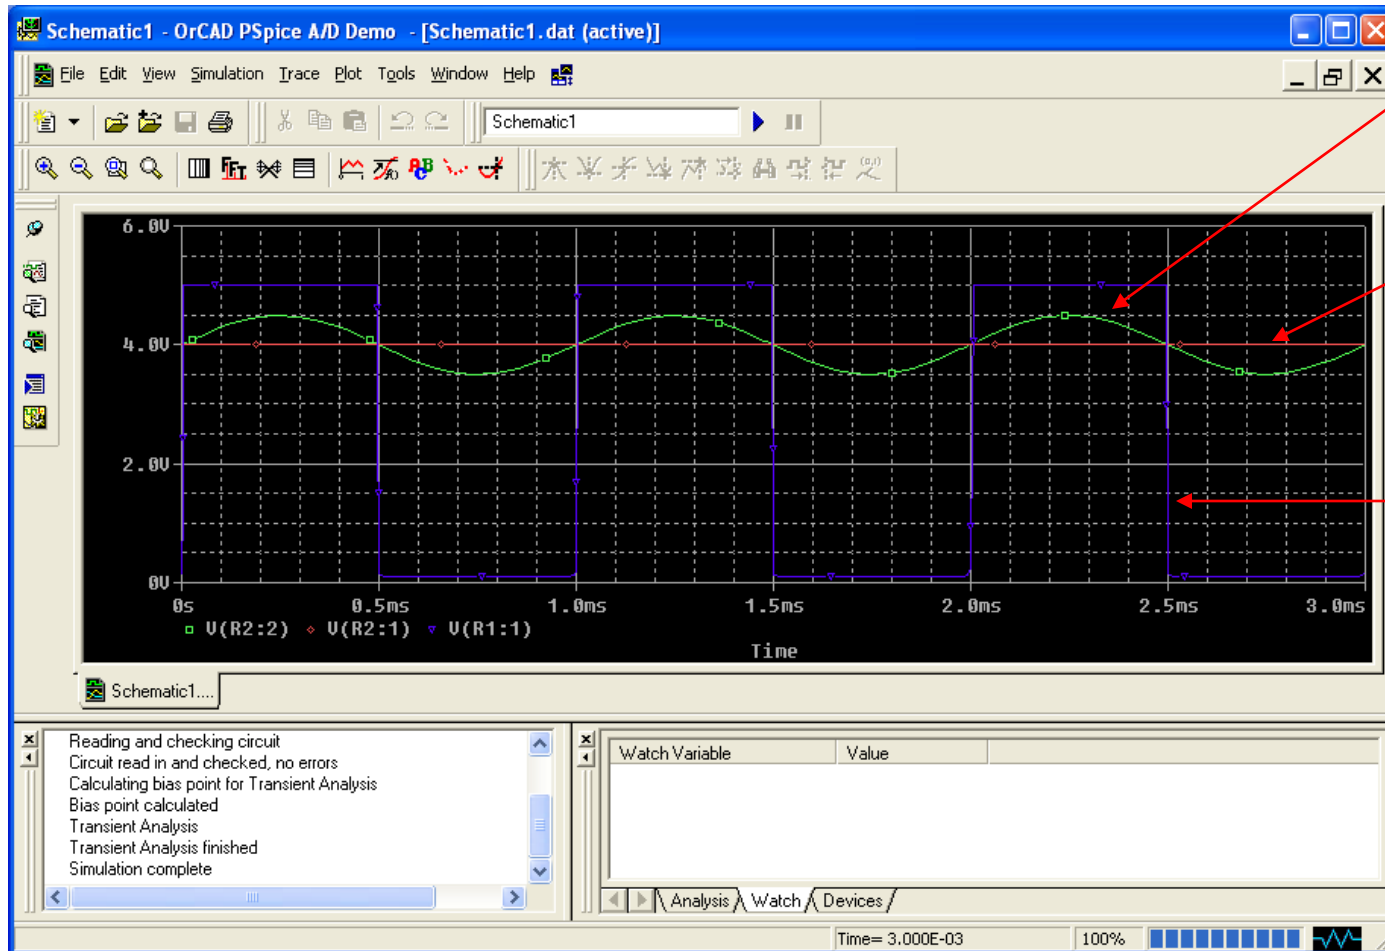 Schematic1 - OrCAD PSpice A/D Demo - [Schematic1.dat (active)]
File Edit View Simulation Trace Plot Tools Window Help
Schematic1
FFT
ABC
6.0V
4.0V
2.0V
0V
0s 0.5ms 1.0ms 1.5ms 2.0ms 2.5ms 3.0ms
V(R2:2) V(R2:1) V(R1:1)
Time
Schematic1....
Reading and checking circuit
Circuit read in and checked, no errors
Calculating bias point for Transient Analysis
Bias point calculated
Transient Analysis
Transient Analysis finished
Simulation complete
Watch Variable Value
Analysis Watch Devices
Time= 3.000E-03 100%